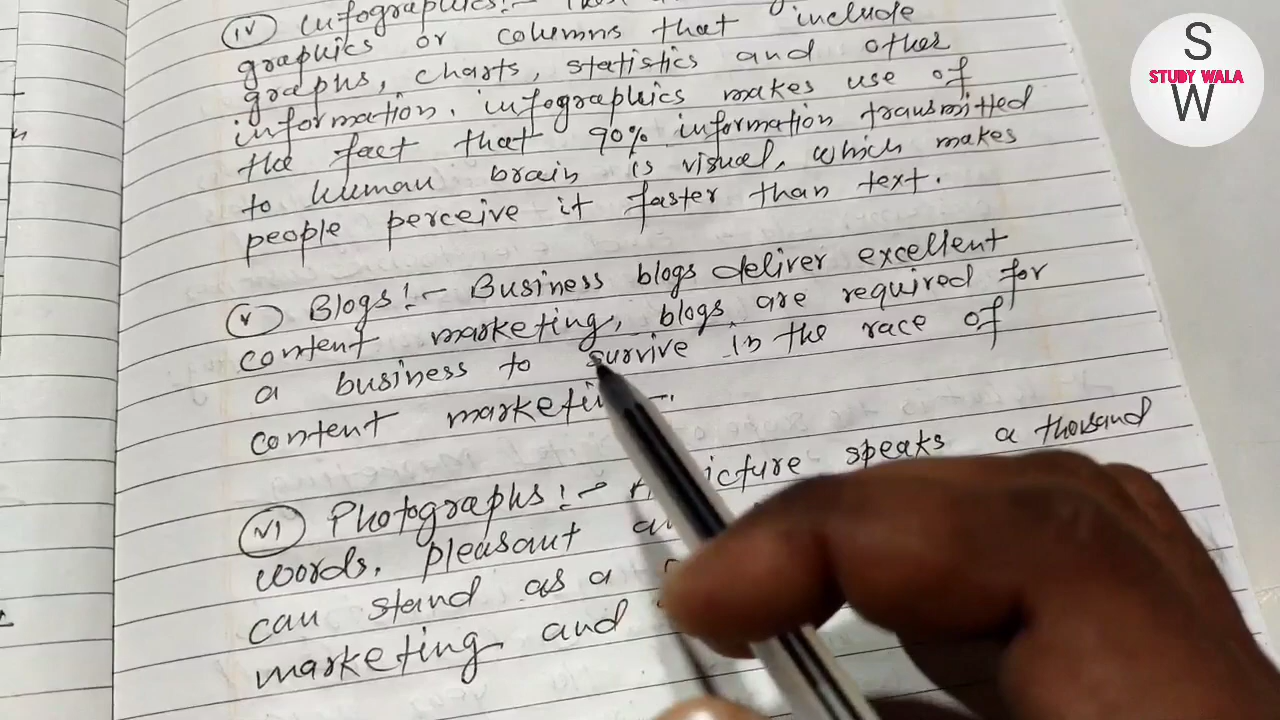 (iv) Infographics:-
graphics or columns that include
graphs, charts, statistics and other
information. infographics makes use of
the fact that 90% information transmitted
to human brain is visual, which makes
people perceive it faster than text.
(v) Blogs:- Business blogs deliver excellent
content marketing, blogs are required for
a business to survive in the race of
content
(vi) Photographs:- speaks a thousand
words. pleasant
can stand as a
marketing and
S
STUDY WALA
W